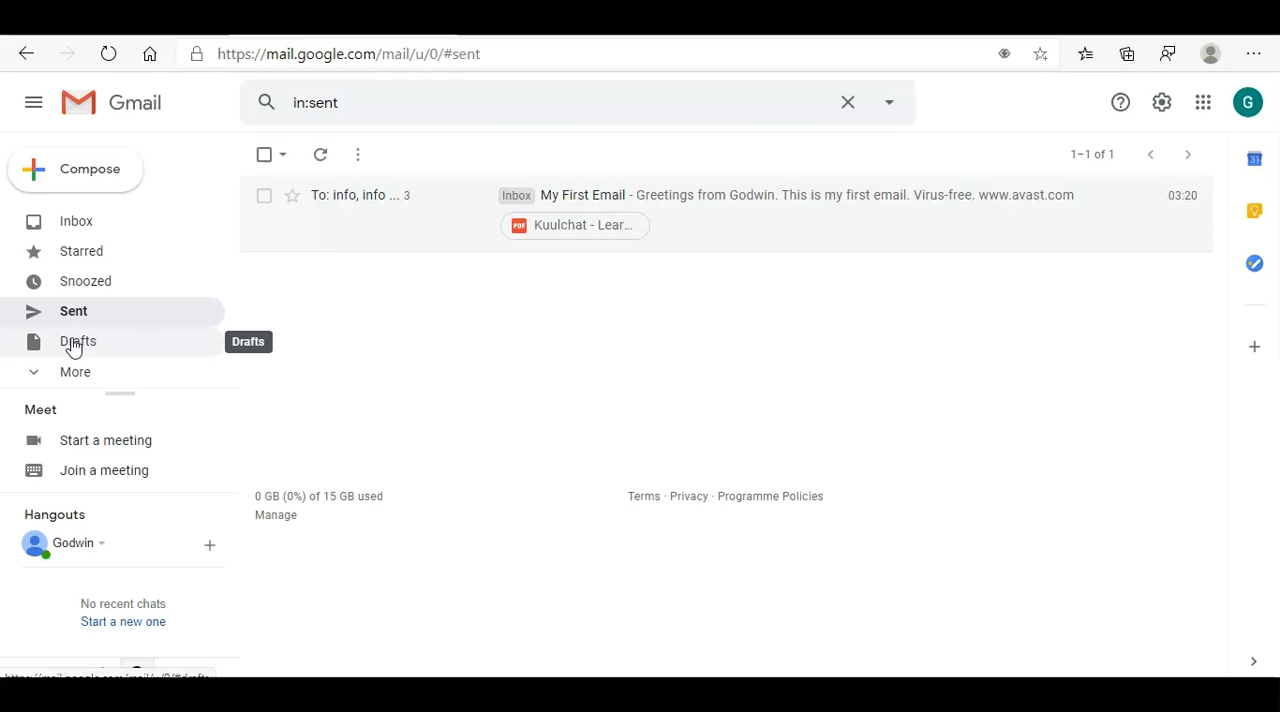 https://mail.google.com/mail/u/0/#sent
Gmail
in:sent
G
Compose
1–1 of 1
31
To: info, info ... 3
Inbox
My First Email - Greetings from Godwin. This is my first email. Virus-free. www.avast.com
03:20
PDF
Kuulchat - Lear...
Inbox
Starred
Snoozed
Sent
Drafts
Drafts
More
Meet
Start a meeting
Join a meeting
0 GB (0%) of 15 GB used
Manage
Terms · Privacy · Programme Policies
Hangouts
Godwin
No recent chats
Start a new one